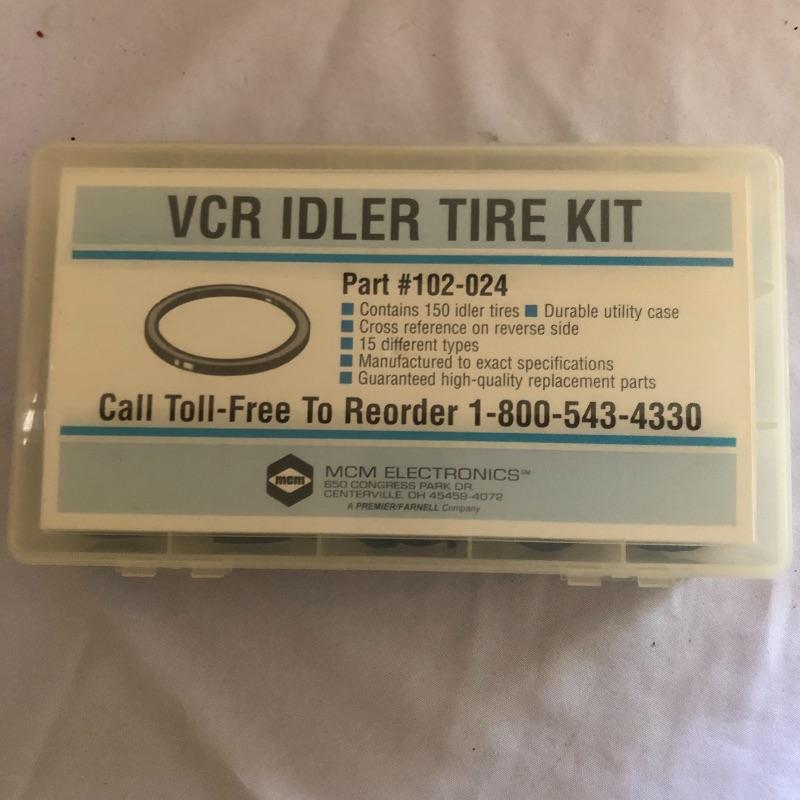 VCR IDLER TIRE KIT
Part #102-024
■ Contains 150 idler tires ■ Durable utility case
■ Cross reference on reverse side
■ 15 different types
■ Manufactured to exact specifications
■ Guaranteed high-quality replacement parts
Call Toll-Free To Reorder 1-800-543-4330
mcm
MCM ELECTRONICS℠
650 CONGRESS PARK DR.
CENTERVILLE, OH 45459-4072
A PREMIER/FARNELL Company